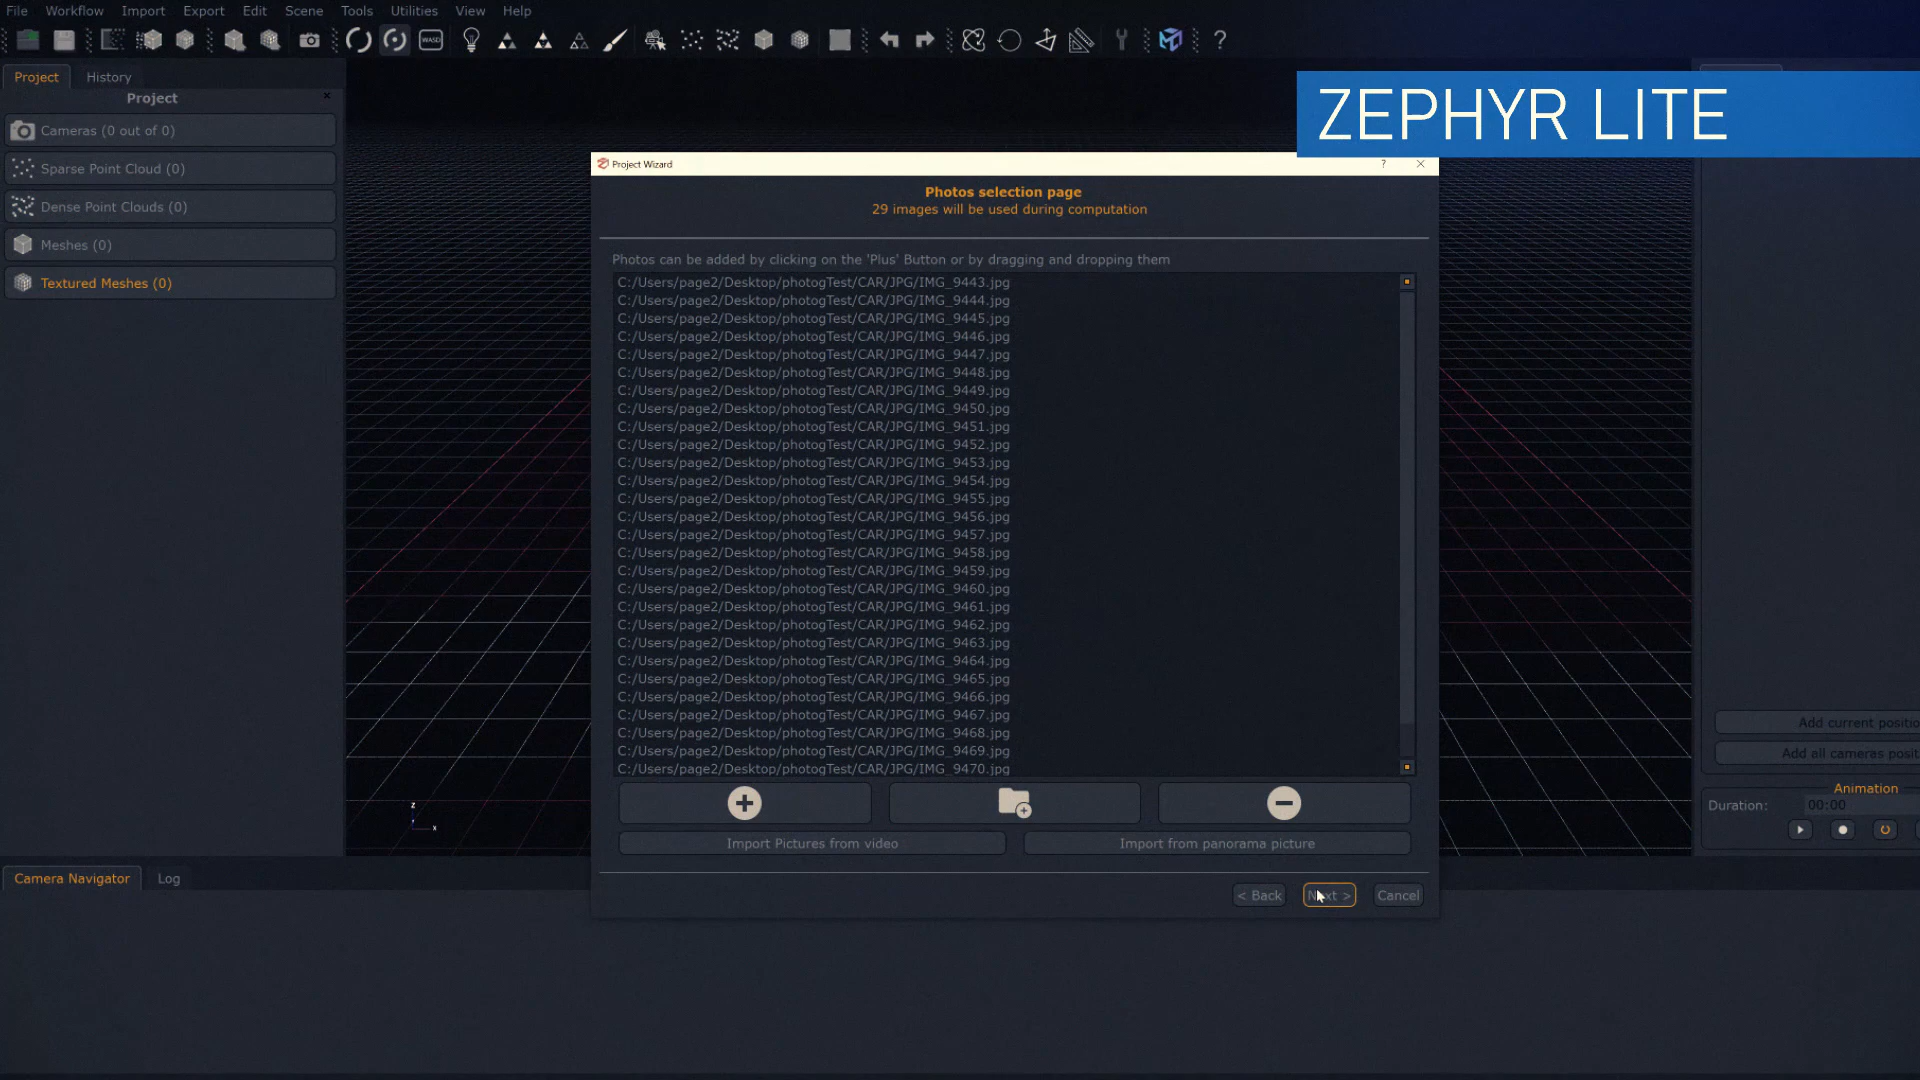 File Workflow Import Export Edit Scene Tools Utilities View Help
WASD
?
ZEPHYR LITE
Project History
Project
Cameras (0 out of 0)
Sparse Point Cloud (0)
Dense Point Clouds (0)
Meshes (0)
Textured Meshes (0)
Project Wizard
?
Photos selection page
29 images will be used during computation
Photos can be added by clicking on the 'Plus' Button or by dragging and dropping them
C:/Users/page2/Desktop/photogTest/CAR/JPG/IMG_9443.jpg
C:/Users/page2/Desktop/photogTest/CAR/JPG/IMG_9444.jpg
C:/Users/page2/Desktop/photogTest/CAR/JPG/IMG_9445.jpg
C:/Users/page2/Desktop/photogTest/CAR/JPG/IMG_9446.jpg
C:/Users/page2/Desktop/photogTest/CAR/JPG/IMG_9447.jpg
C:/Users/page2/Desktop/photogTest/CAR/JPG/IMG_9448.jpg
C:/Users/page2/Desktop/photogTest/CAR/JPG/IMG_9449.jpg
C:/Users/page2/Desktop/photogTest/CAR/JPG/IMG_9450.jpg
C:/Users/page2/Desktop/photogTest/CAR/JPG/IMG_9451.jpg
C:/Users/page2/Desktop/photogTest/CAR/JPG/IMG_9452.jpg
C:/Users/page2/Desktop/photogTest/CAR/JPG/IMG_9453.jpg
C:/Users/page2/Desktop/photogTest/CAR/JPG/IMG_9454.jpg
C:/Users/page2/Desktop/photogTest/CAR/JPG/IMG_9455.jpg
C:/Users/page2/Desktop/photogTest/CAR/JPG/IMG_9456.jpg
C:/Users/page2/Desktop/photogTest/CAR/JPG/IMG_9457.jpg
C:/Users/page2/Desktop/photogTest/CAR/JPG/IMG_9458.jpg
C:/Users/page2/Desktop/photogTest/CAR/JPG/IMG_9459.jpg
C:/Users/page2/Desktop/photogTest/CAR/JPG/IMG_9460.jpg
C:/Users/page2/Desktop/photogTest/CAR/JPG/IMG_9461.jpg
C:/Users/page2/Desktop/photogTest/CAR/JPG/IMG_9462.jpg
C:/Users/page2/Desktop/photogTest/CAR/JPG/IMG_9463.jpg
C:/Users/page2/Desktop/photogTest/CAR/JPG/IMG_9464.jpg
C:/Users/page2/Desktop/photogTest/CAR/JPG/IMG_9465.jpg
C:/Users/page2/Desktop/photogTest/CAR/JPG/IMG_9466.jpg
C:/Users/page2/Desktop/photogTest/CAR/JPG/IMG_9467.jpg
C:/Users/page2/Desktop/photogTest/CAR/JPG/IMG_9468.jpg
C:/Users/page2/Desktop/photogTest/CAR/JPG/IMG_9469.jpg
C:/Users/page2/Desktop/photogTest/CAR/JPG/IMG_9470.jpg
Import Pictures from video Import from panorama picture
< Back Next > Cancel
Add current positio
Add all cameras posit
Animation
Duration: 00:00
z
x
Camera Navigator Log